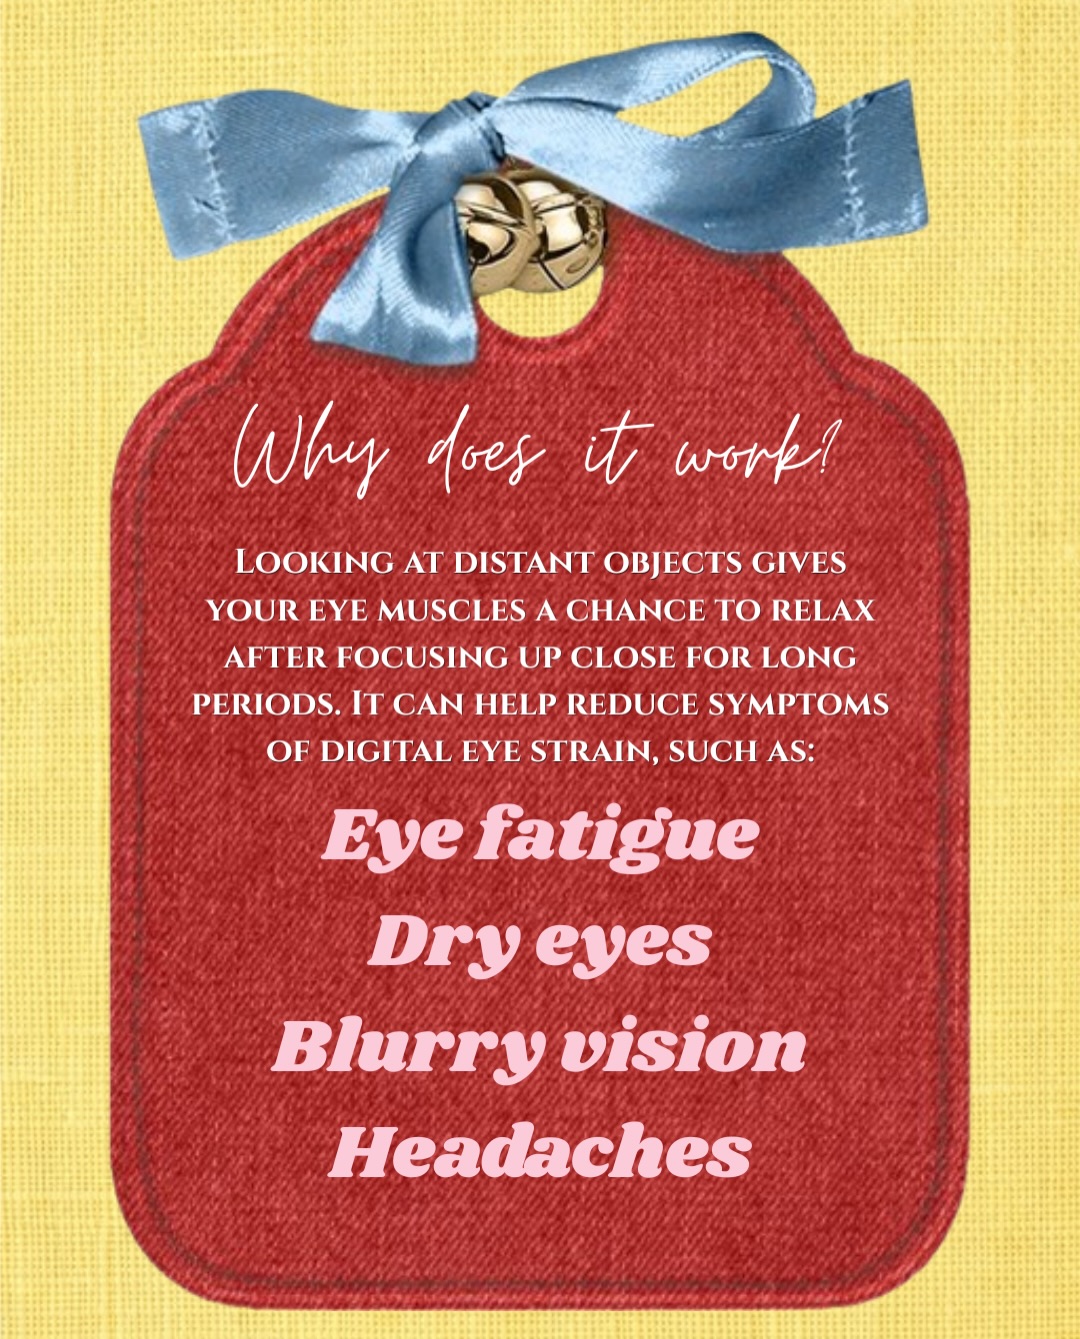 Why does it work?
Looking at distant objects gives
your eye muscles a chance to relax
after focusing up close for long
periods. It can help reduce symptoms
of digital eye strain, such as:
Eye fatigue
Dry eyes
Blurry vision
Headaches